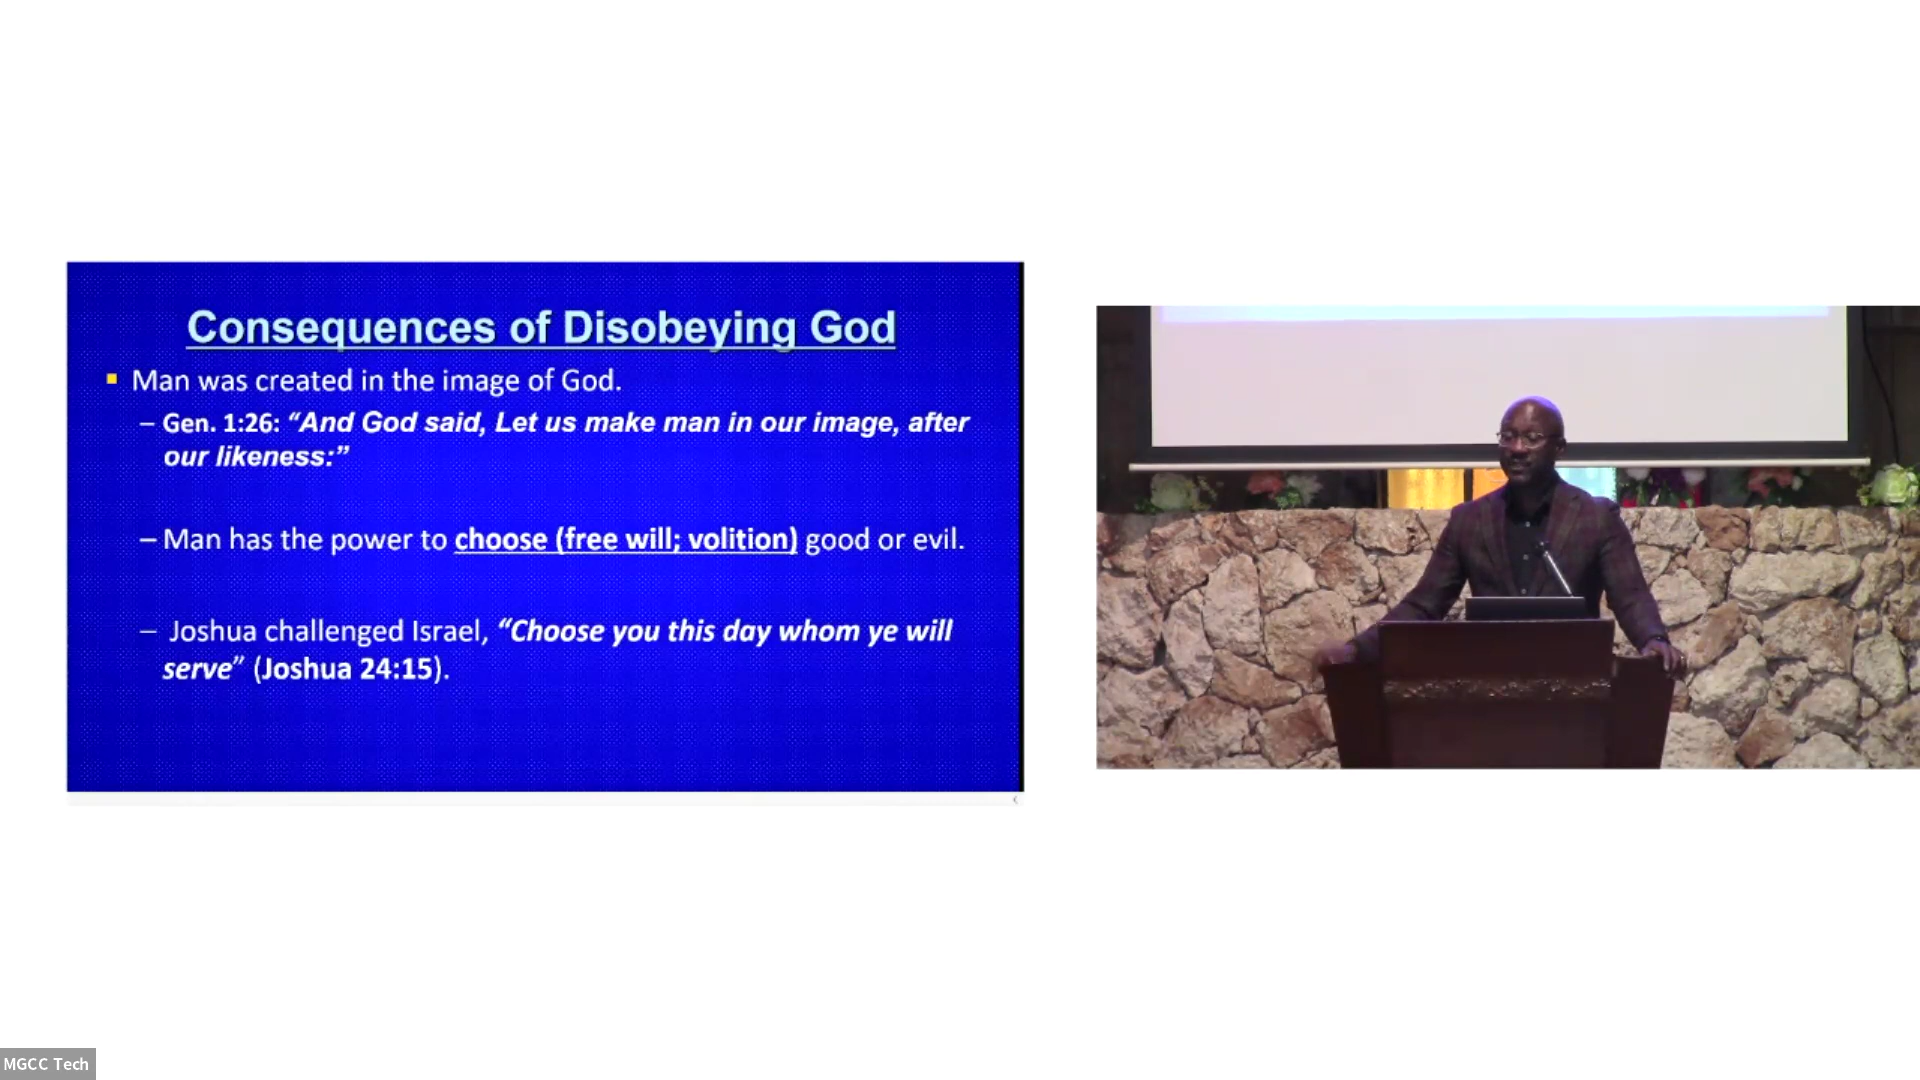 Consequences of Disobeying God
▪ Man was created in the image of God.
– Gen. 1:26: “And God said, Let us make man in our image, after
our likeness:”
– Man has the power to choose (free will; volition) good or evil.
– Joshua challenged Israel, “Choose you this day whom ye will
serve” (Joshua 24:15).
MGCC Tech